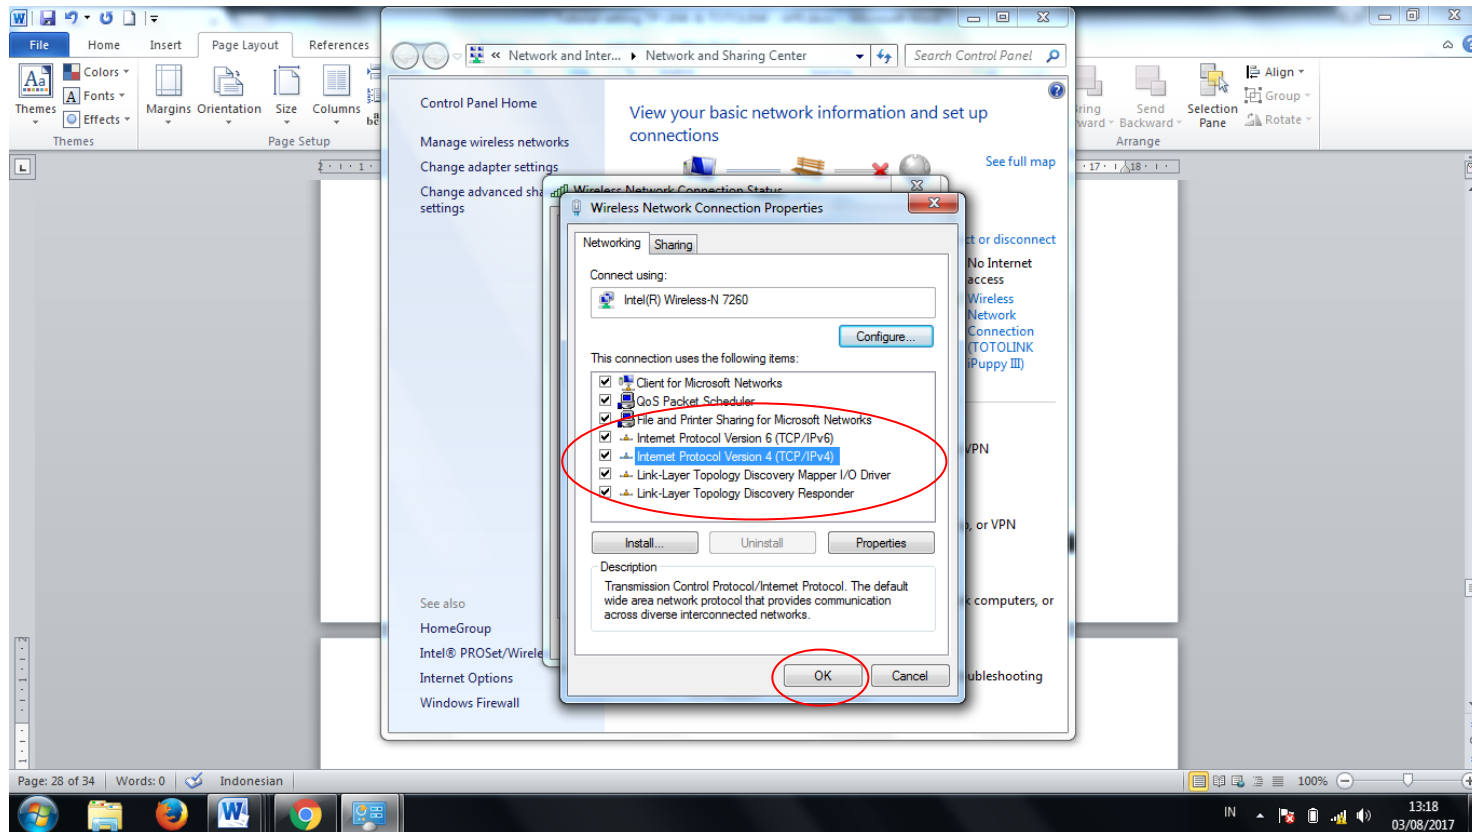 File
Home
Insert
Page Layout
References
Colors
Fonts
Effects
Themes
Margins
Orientation
Size
Columns
Themes
Page Setup
Network and Inter...
Network and Sharing Center
Search Control Panel
Send
Backward
Selection
Pane
Align
Group
Rotate
Arrange
Control Panel Home
Manage wireless networks
Change adapter settings
Change advanced sha
settings
View your basic network information and set up
connections
See full map
ct or disconnect
No Internet
access
Wireless
Network
Connection
(TOTOLINK
iPuppy III)
VPN
, or VPN
k computers, or
ubleshooting
Wireless Network Connection Status
Wireless Network Connection Properties
Networking
Sharing
Connect using:
Intel(R) Wireless-N 7260
Configure...
This connection uses the following items:
Client for Microsoft Networks
QoS Packet Scheduler
File and Printer Sharing for Microsoft Networks
Internet Protocol Version 6 (TCP/IPv6)
Internet Protocol Version 4 (TCP/IPv4)
Link-Layer Topology Discovery Mapper I/O Driver
Link-Layer Topology Discovery Responder
Install...
Uninstall
Properties
Description
Transmission Control Protocol/Internet Protocol. The default
wide area network protocol that provides communication
across diverse interconnected networks.
OK
Cancel
See also
HomeGroup
Intel® PROSet/Wirele
Internet Options
Windows Firewall
Page: 28 of 34
Words: 0
Indonesian
100%
IN
13:18
03/08/2017